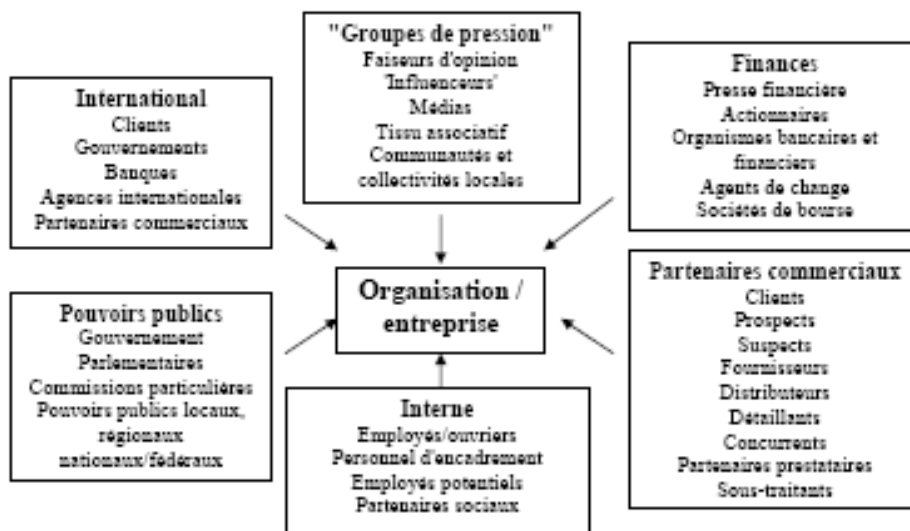 "Groupes de pression"
Faiseurs d'opinion
'Influenceurs'
Médias
Tissu associatif
Communautés et
collectivités locales
International
Clients
Gouvernements
Banques
Agences internationales
Partenaires commerciaux
Finances
Presse financière
Actionnaires
Organismes bancaires et
financiers
Agents de change
Sociétés de bourse
Organisation /
entreprise
Pouvoirs publics
Gouvernement
Parlementaires
Commissions particulières
Pouvoirs publics locaux,
régionaux
nationaux/fédéraux
Interne
Employés/ouvriers
Personnel d'encadrement
Employés potentiels
Partenaires sociaux
Partenaires commerciaux
Clients
Prospects
Suspects
Fournisseurs
Distributeurs
Détaillants
Concurrents
Partenaires prestataires
Sous-traitants